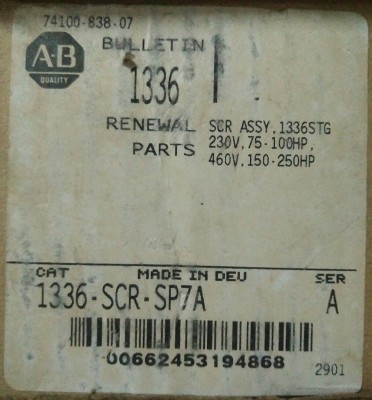 74100-838-07
A-B
QUALITY
BULLETIN
1336
RENEWAL
PARTS
SCR ASSY,1336STG
230V,75-100HP,
460V,150-250HP
CAT MADE IN DEU SER
1336-SCR-SP7A A
00662453194868
2901